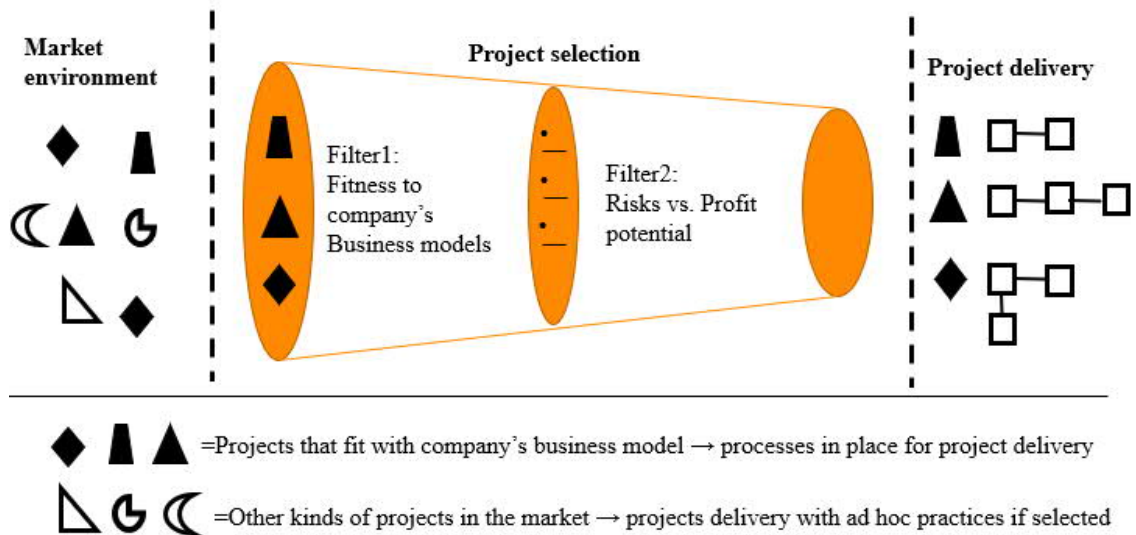 Market
environment
Project selection
Project delivery
Filter1:
Fitness to
company’s
Business models
Filter2:
Risks vs. Profit
potential
=Projects that fit with company’s business model → processes in place for project delivery
=Other kinds of projects in the market → projects delivery with ad hoc practices if selected